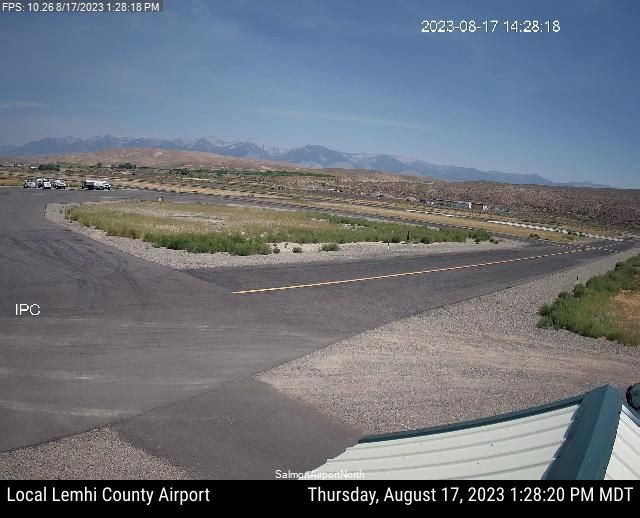 FPS: 10.26 8/17/2023 1:28:18 PM
2023-08-17 14:28:18
IPC
SalmonAirportNorth
Local Lemhi County Airport Thursday, August 17, 2023 1:28:20 PM MDT